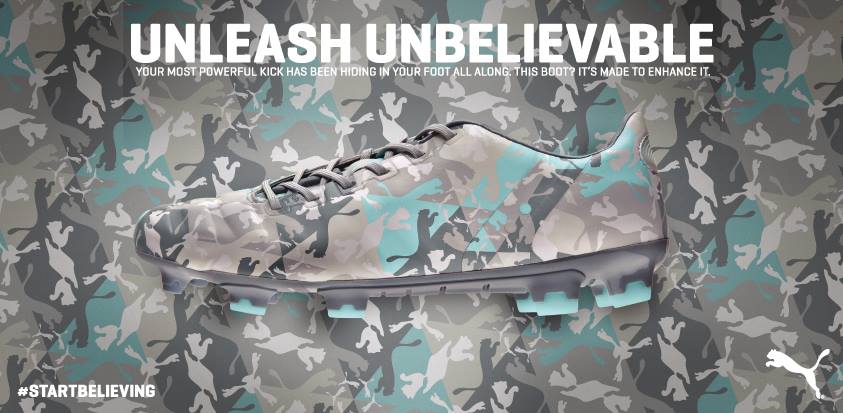 UNLEASH UNBELIEVABLE
YOUR MOST POWERFUL KICK HAS BEEN HIDING IN YOUR FOOT ALL ALONG. THIS BOOT? IT'S MADE TO ENHANCE IT.
#STARTBELIEVING